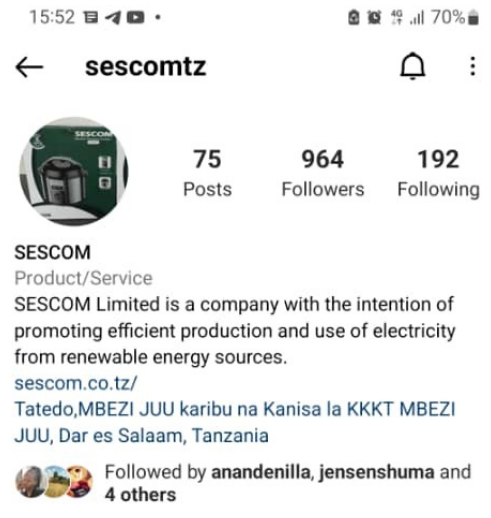 15:52
4G 70%
sescomtz
SESCOM
75 964 192
Posts Followers Following
SESCOM
Product/Service
SESCOM Limited is a company with the intention of
promoting efficient production and use of electricity
from renewable energy sources.
sescom.co.tz/
Tatedo,MBEZI JUU karibu na Kanisa la KKKT MBEZI
JUU, Dar es Salaam, Tanzania
Followed by anandenilla, jensenshuma and
4 others